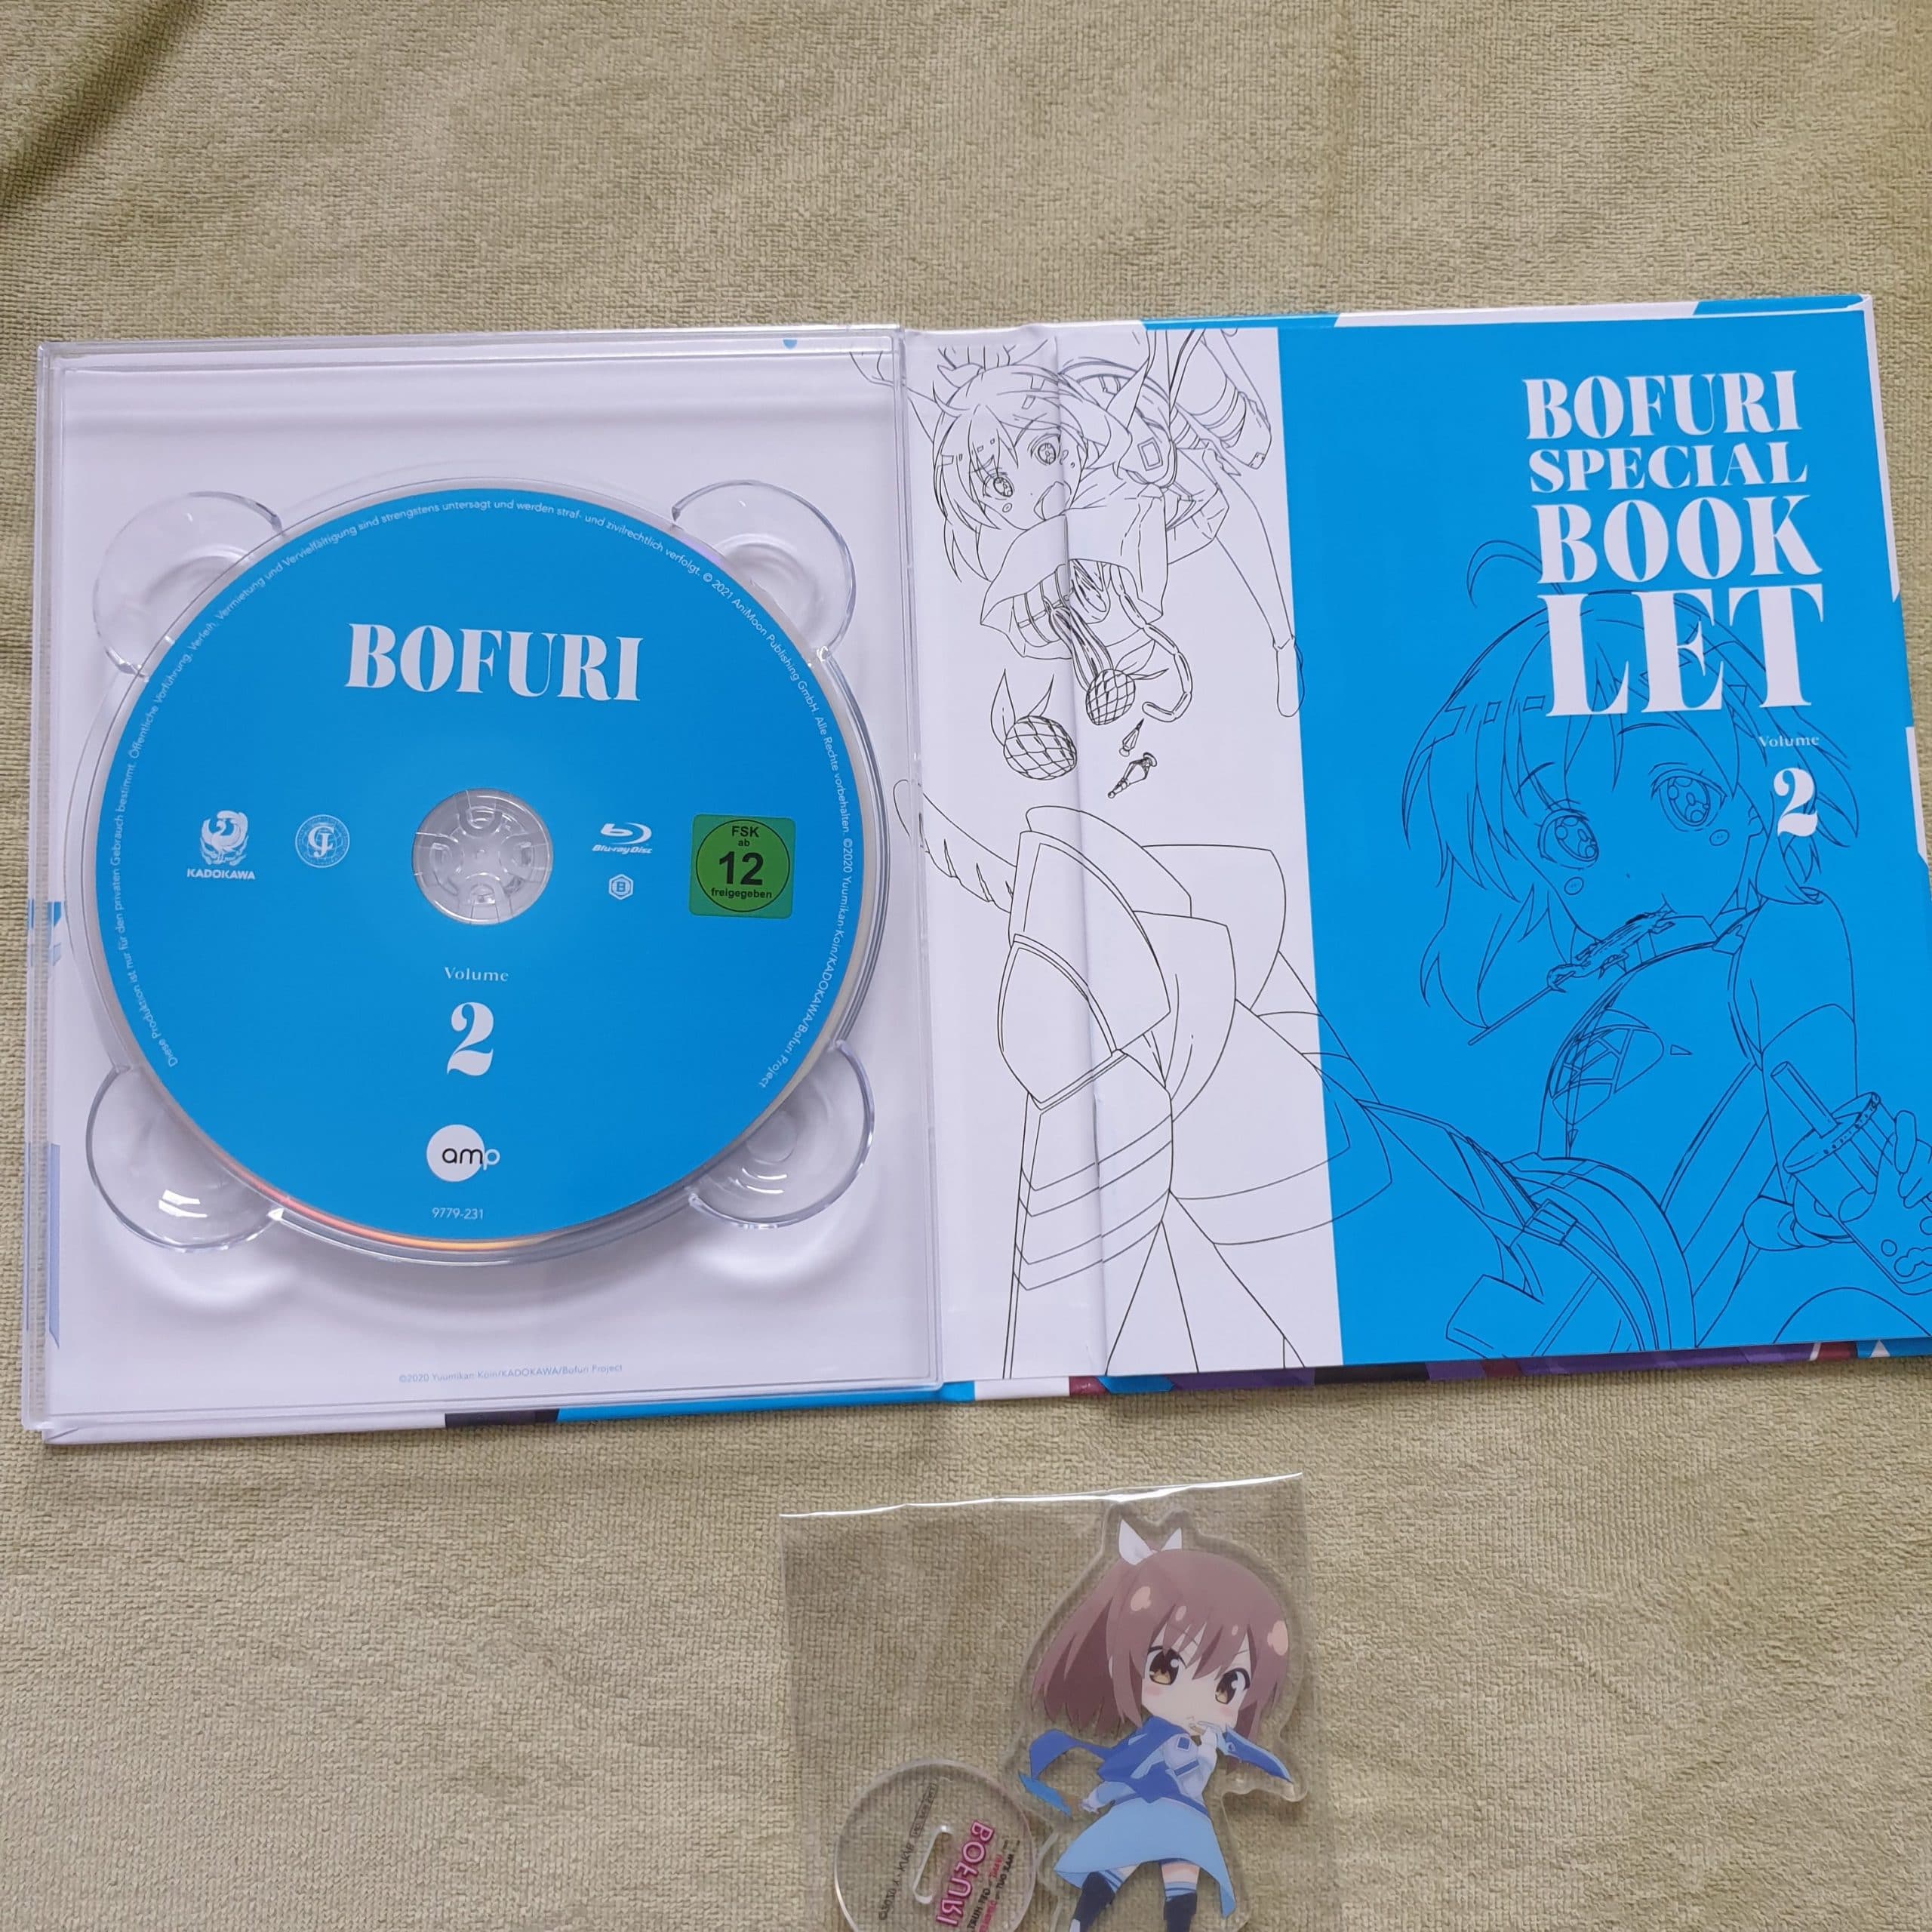 Diese Produktion ist nur für den privaten Gebrauch bestimmt. Öffentliche Vorführung, Verleih, Vermietung und Vervielfältigung sind strengstens untersagt und werden straf- und zivilrechtlich verfolgt. © 2021 AniMoon Publishing GmbH. Alle Rechte vorbehalten. ©2020 Yuumikan·Koin/KADOKAWA/Bofuri Project
BOFURI
KADOKAWA
Blu-ray Disc
B
FSK
ab
12
freigegeben
Volume
2
amp
9779-231
©2020 Yuumikan Koin/KADOKAWA/Bofuri Project
BOFURI
SPECIAL
BOOK
LET
Volume
2
BOFURI